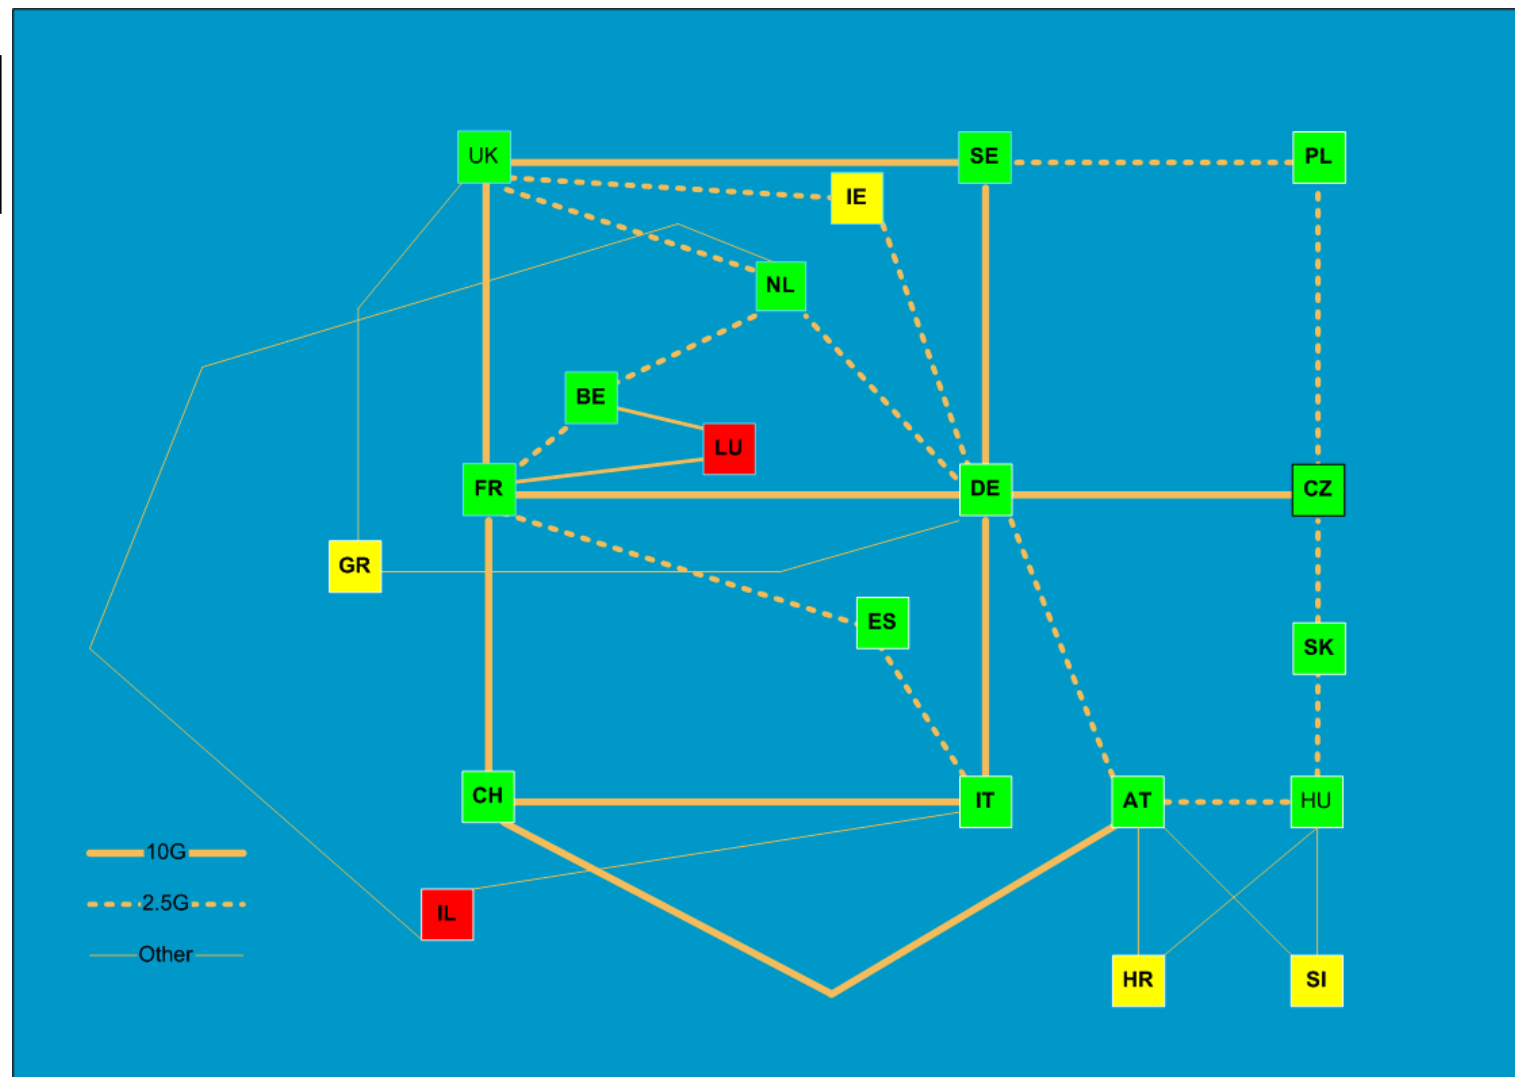 UK
SE
PL
IE
NL
BE
LU
FR
DE
CZ
GR
ES
SK
CH
IT
AT
HU
10G
2.5G
IL
Other
HR
SI